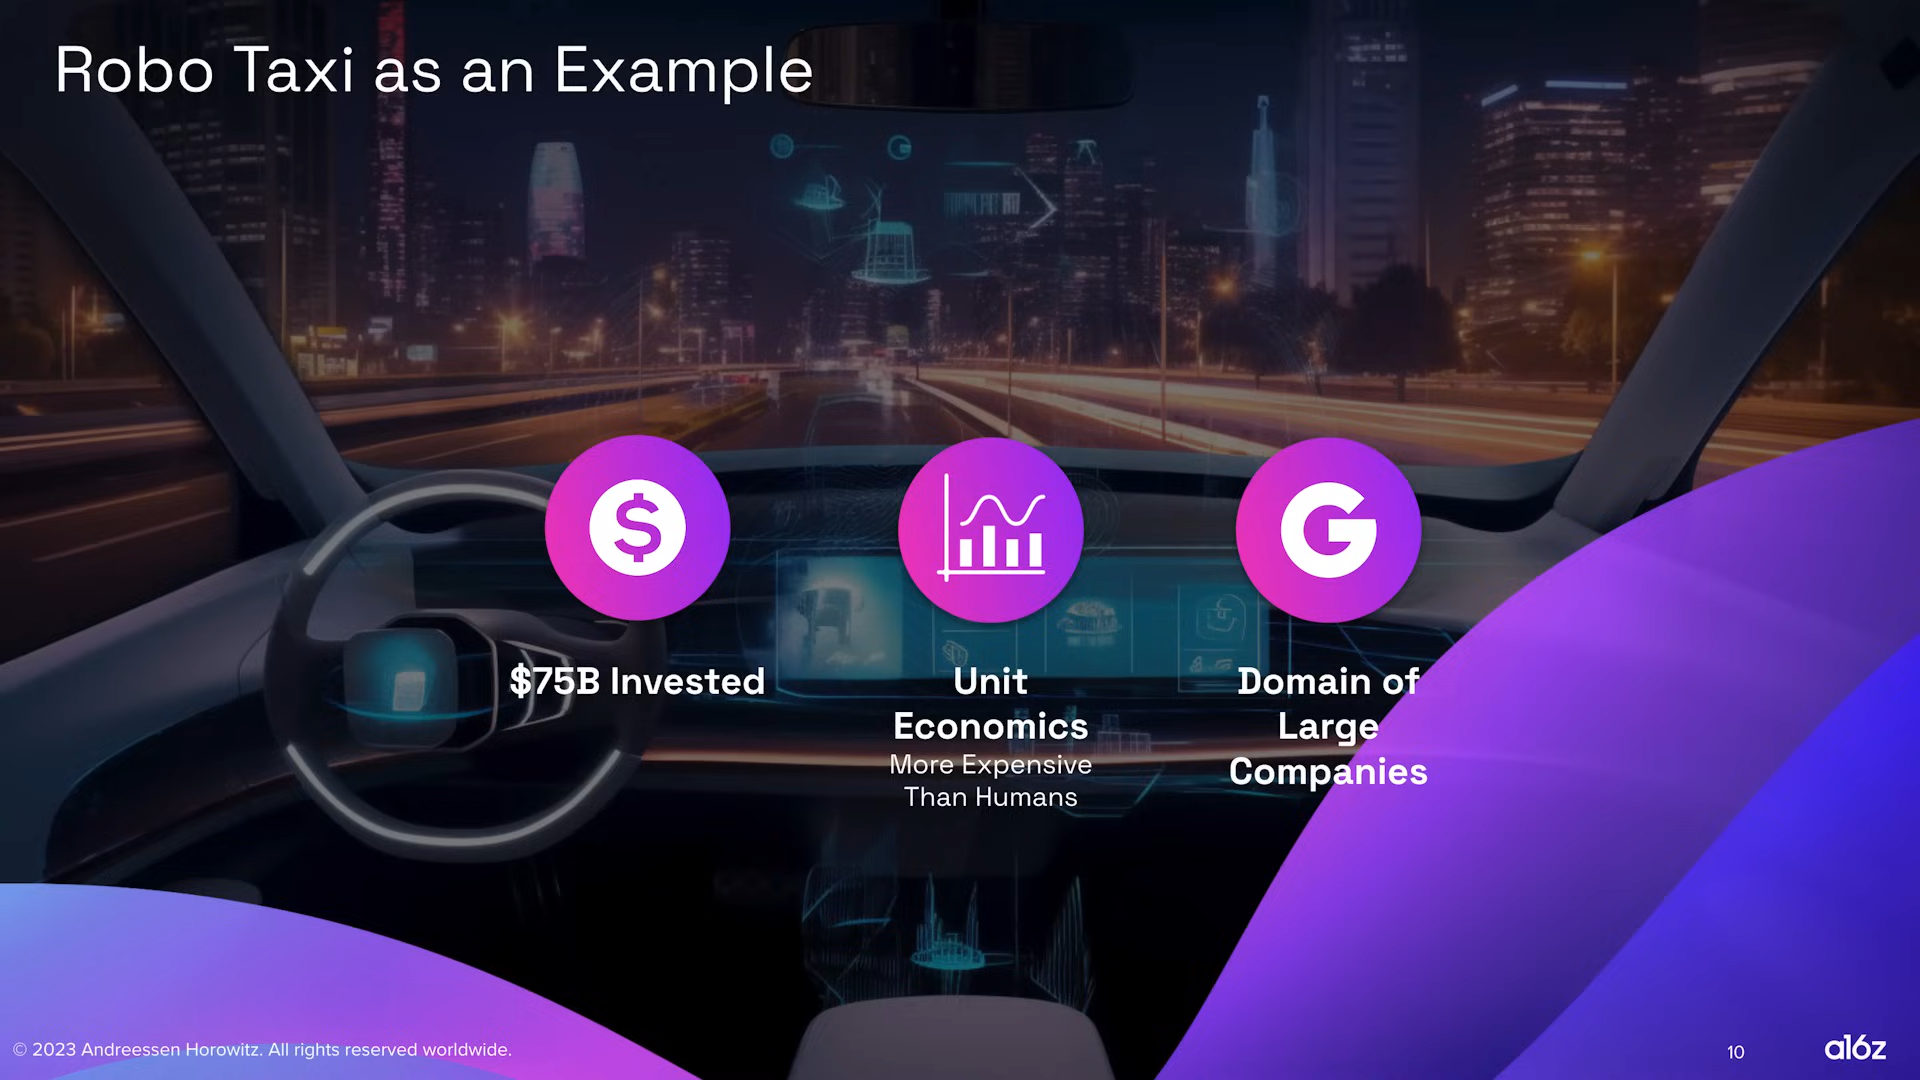 Robo Taxi as an Example
$75B Invested
Unit
Economics
More Expensive
Than Humans
Domain of
Large
Companies
© 2023 Andreessen Horowitz. All rights reserved worldwide.
10
a16z